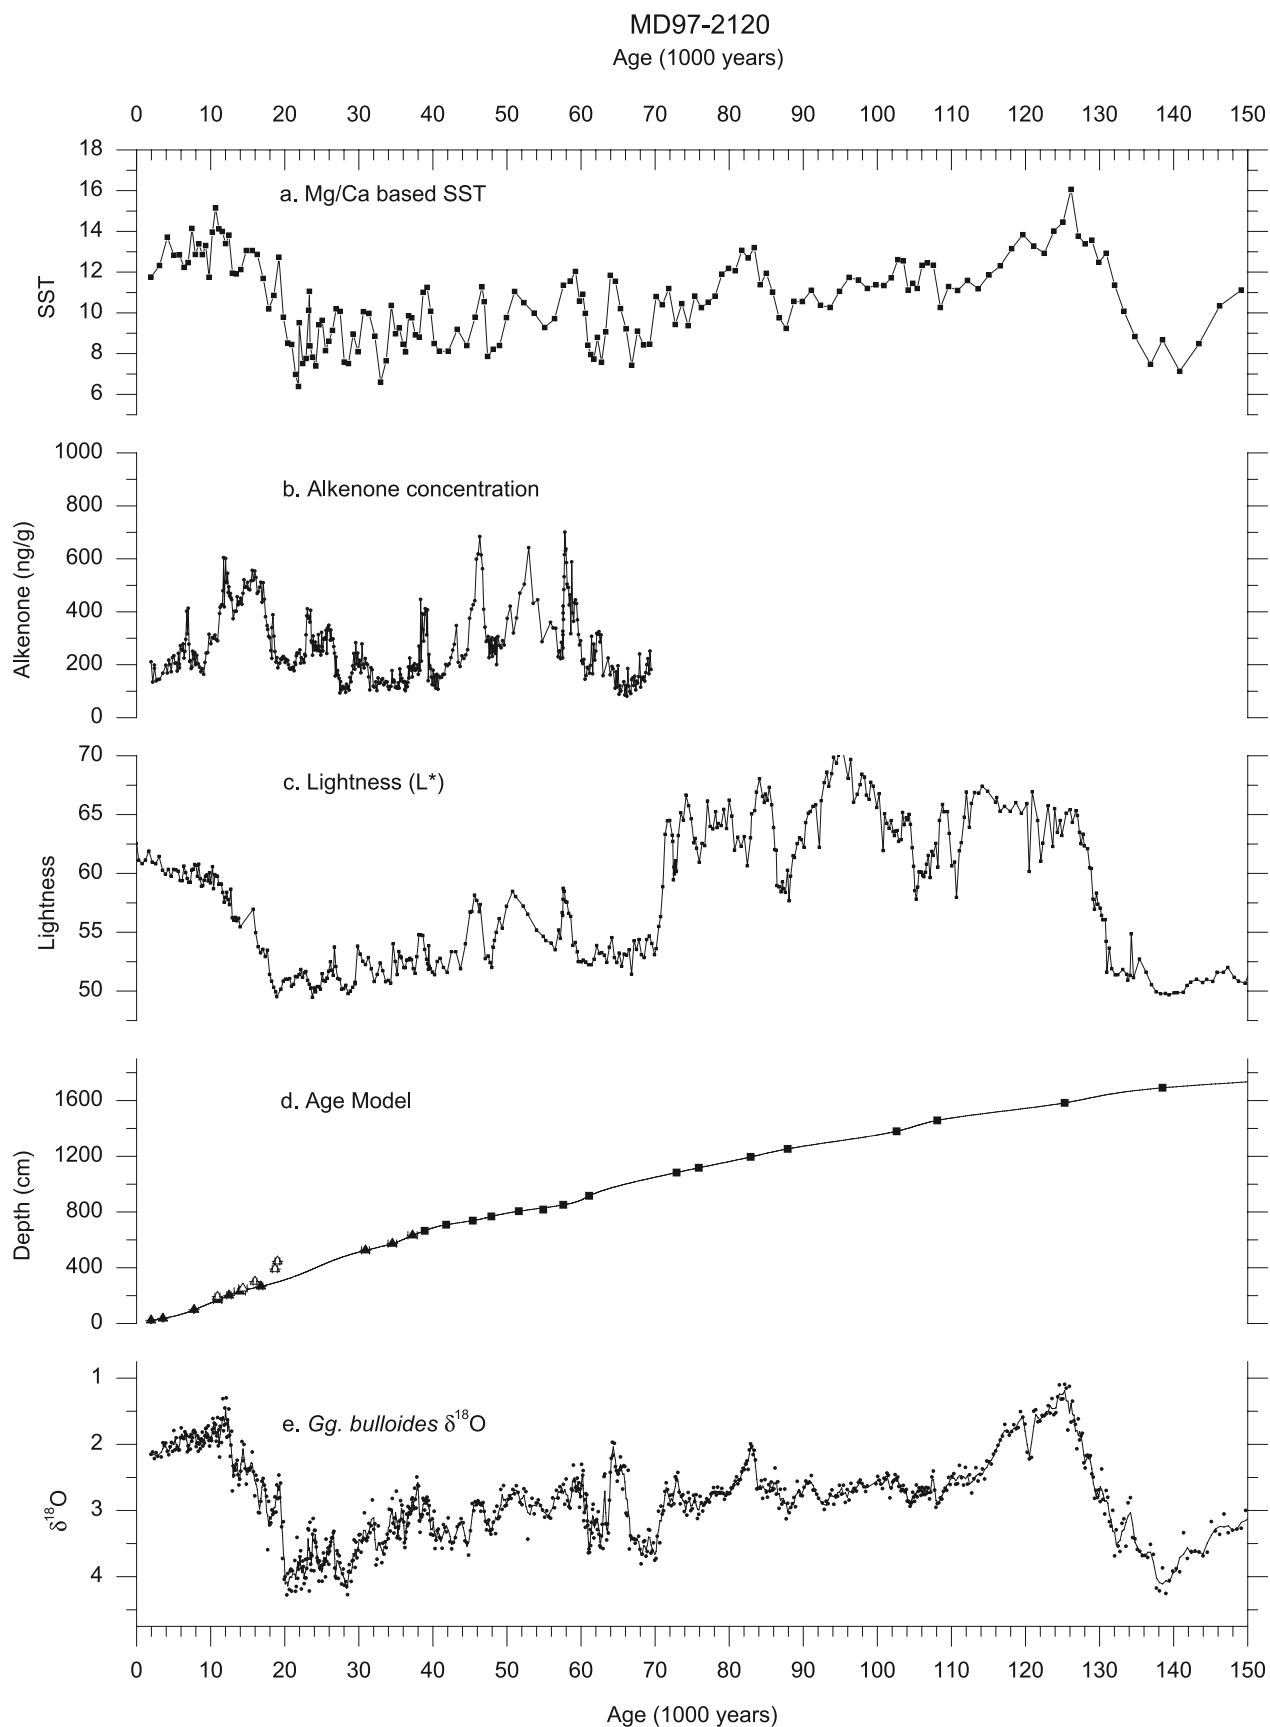 MD97-2120
Age (1000 years)
0 10 20 30 40 50 60 70 80 90 100 110 120 130 140 150
18
16
14
12
10
8
6
SST
a. Mg/Ca based SST
1000
800
600
400
200
0
Alkenone (ng/g)
b. Alkenone concentration
70
65
60
55
50
Lightness
c. Lightness (L*)
1600
1200
800
400
0
Depth (cm)
d. Age Model
1
2
3
4
δ18O
e. Gg. bulloides δ18O
0 10 20 30 40 50 60 70 80 90 100 110 120 130 140 150
Age (1000 years)